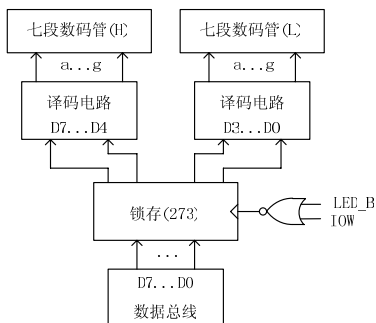 七段数码管(H)
七段数码管(L)
a...g
a...g
译码电路
D7...D4
译码电路
D3...D0
锁存(273)
LED_B
IOW
...
D7...D0
数据总线